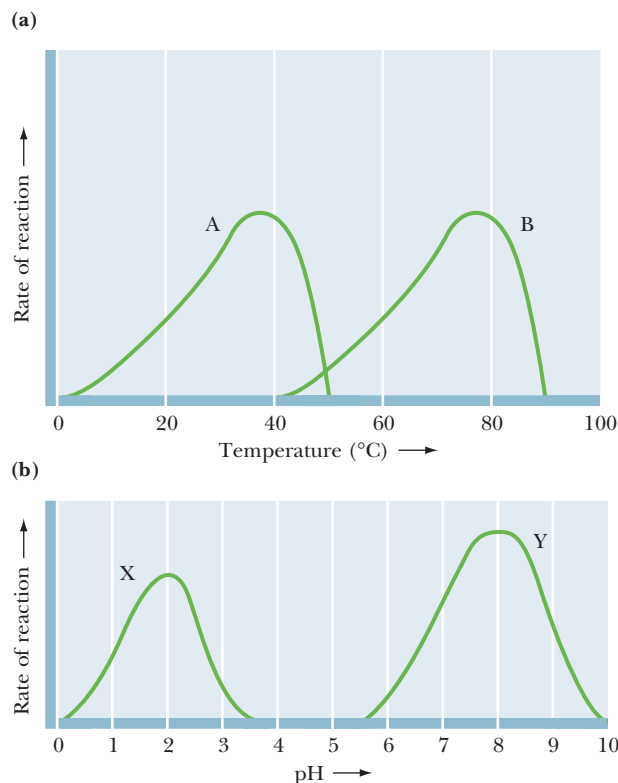 (a)
Rate of reaction
A
B
0 20 40 60 80 100
Temperature (°C)
(b)
Rate of reaction
X
Y
0 1 2 3 4 5 6 7 8 9 10
pH